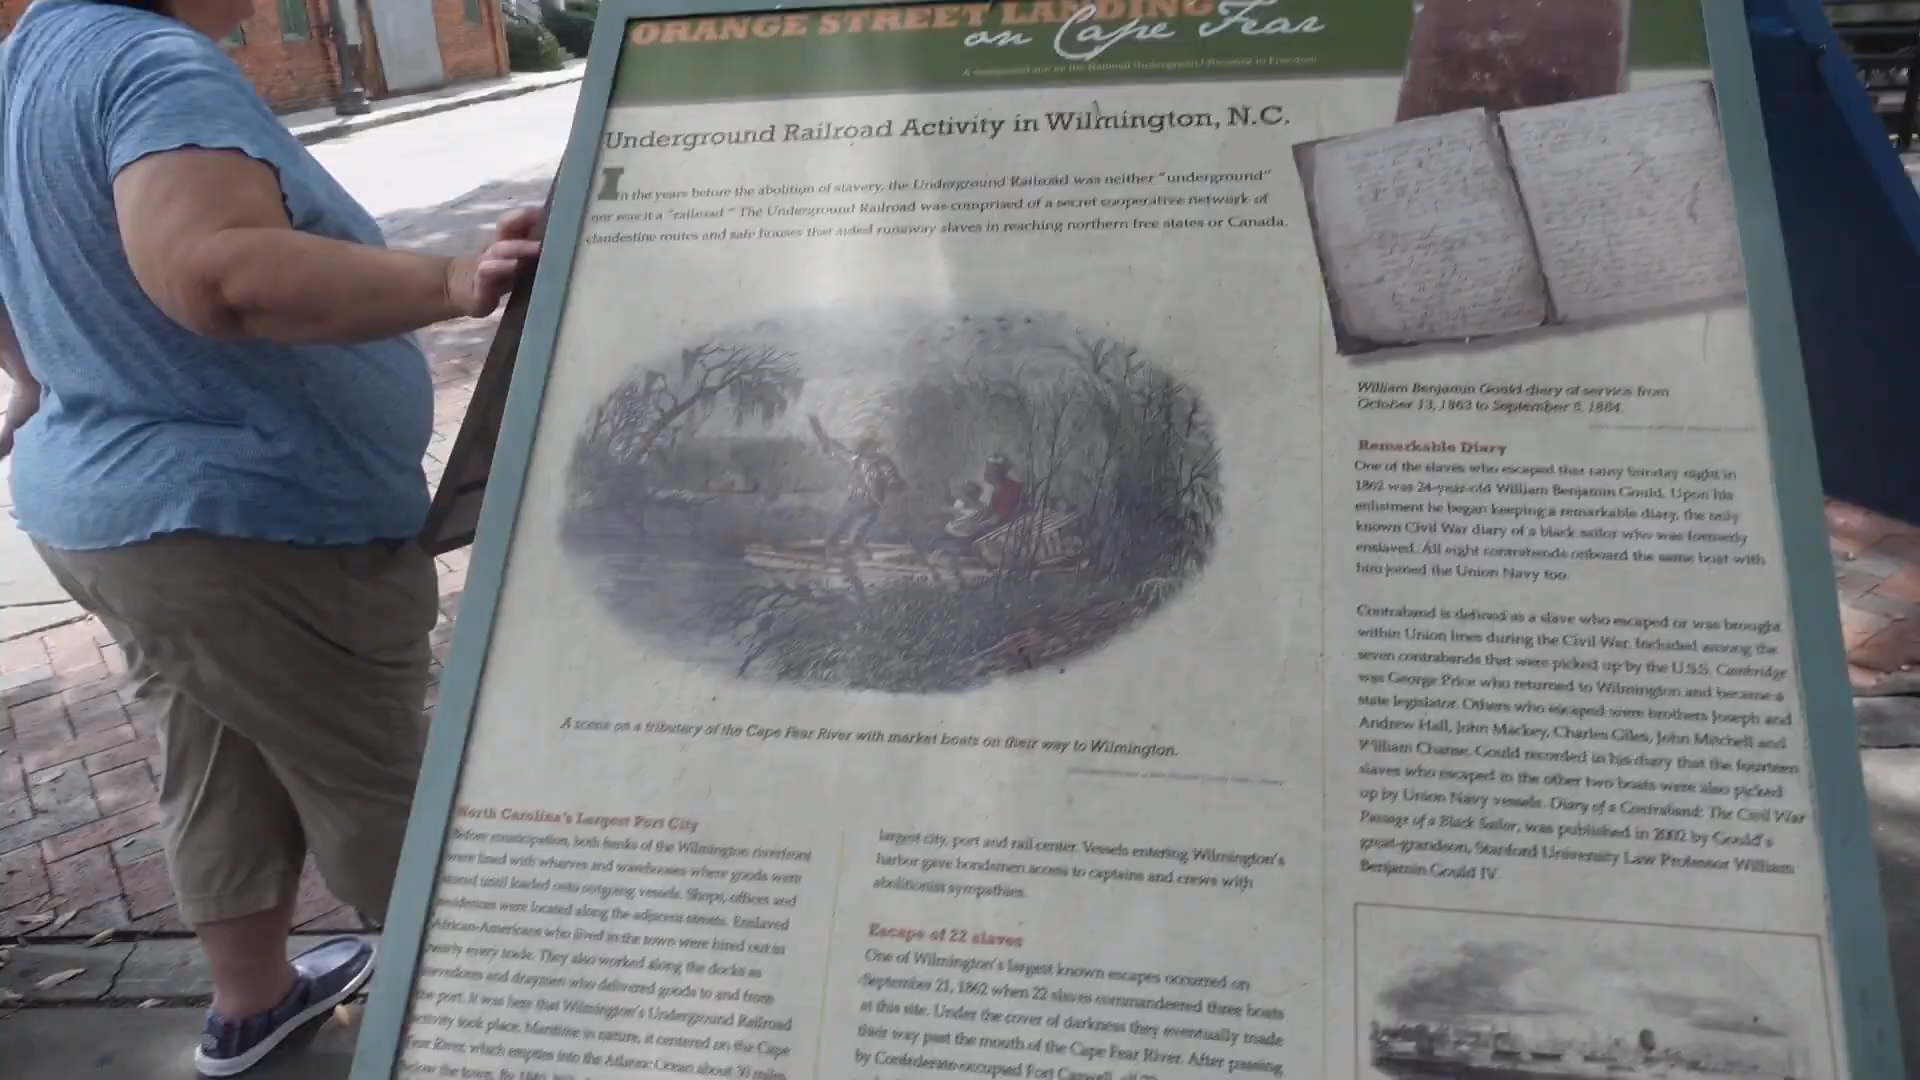 ORANGE STREET LANDING
on Cape Fear
A recognized site on the National Underground Railroad to Freedom
Underground Railroad Activity in Wilmington, N.C.
In the years before the abolition of slavery, the Underground Railroad was neither "underground"
nor was it a "railroad." The Underground Railroad was comprised of a secret cooperative network of
clandestine routes and safe houses that aided runaway slaves in reaching northern free states or Canada.
A scene on a tributary of the Cape Fear River with market boats on their way to Wilmington.
North Carolina's Largest Port City
Before emancipation, both banks of the Wilmington riverfront
were lined with wharves and warehouses where goods were
stored until loaded onto outgoing vessels. Shops, offices and
residences were located along the adjacent streets. Enslaved
African-Americans who lived in the town were hired out in
nearly every trade. They also worked along the docks as
stevedores and draymen who delivered goods to and from
the port. It was here that Wilmington's Underground Railroad
activity took place. Maritime in nature, it centered on the Cape
Fear River, which empties into the Atlantic Ocean about 30 miles
below the town. By
largest city, port and rail center. Vessels entering Wilmington's
harbor gave bondsmen access to captains and crews with
abolitionist sympathies.
Escape of 22 slaves
One of Wilmington's largest known escapes occurred on
September 21, 1862 when 22 slaves commandeered three boats
at this site. Under the cover of darkness they eventually made
their way past the mouth of the Cape Fear River. After passing
by Confederate-occupied Fort Caswell, all 22
William Benjamin Gould diary of service from
October 13, 1863 to September 5, 1864.
Remarkable Diary
One of the slaves who escaped that rainy Sunday night in
1862 was 24-year-old William Benjamin Gould. Upon his
enlistment he began keeping a remarkable diary, the only
known Civil War diary of a black sailor who was formerly
enslaved. All eight contrabands onboard the same boat with
him joined the Union Navy too.
Contraband is defined as a slave who escaped or was brought
within Union lines during the Civil War. Included among the
seven contrabands that were picked up by the U.S.S. Cambridge
was George Price who returned to Wilmington and became a
state legislator. Others who escaped were brothers Joseph and
Andrew Hall, John Mackey, Charles Giles, John Mitchell and
William Chanse. Gould recorded in his diary that the fourteen
slaves who escaped in the other two boats were also picked
up by Union Navy vessels. Diary of a Contraband: The Civil War
Passage of a Black Sailor, was published in 2002 by Gould's
great-grandson, Stanford University Law Professor William
Benjamin Gould IV.